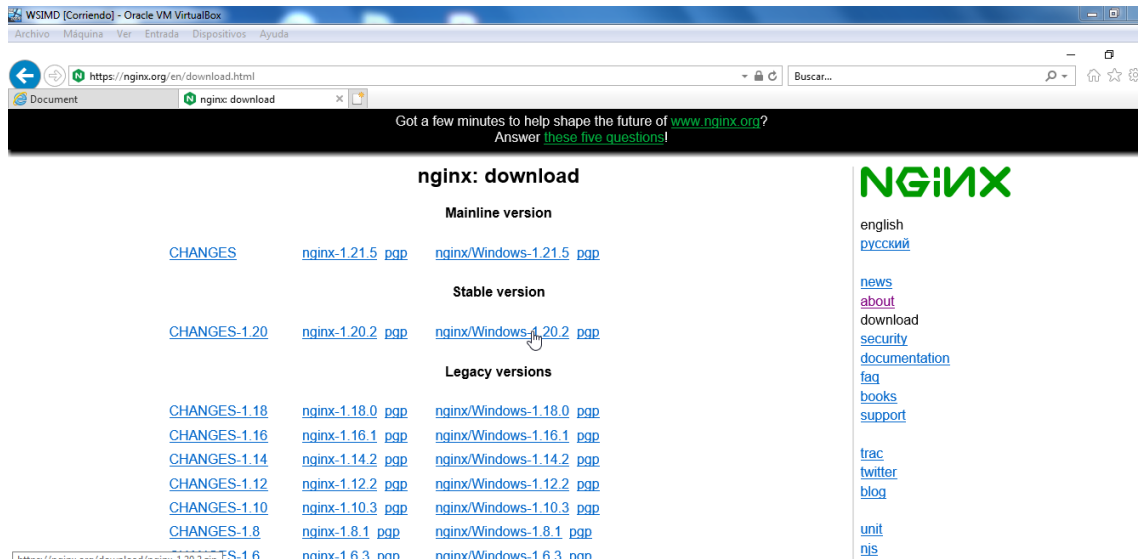 WSIMD [Corriendo] - Oracle VM VirtualBox
Archivo Máquina Ver Entrada Dispositivos Ayuda
https://nginx.org/en/download.html Buscar...
Document nginx: download
Got a few minutes to help shape the future of www.nginx.org?
Answer these five questions!
nginx: download
Mainline version
CHANGES nginx-1.21.5 pgp nginx/Windows-1.21.5 pgp
Stable version
CHANGES-1.20 nginx-1.20.2 pgp nginx/Windows-1.20.2 pgp
Legacy versions
CHANGES-1.18 nginx-1.18.0 pgp nginx/Windows-1.18.0 pgp
CHANGES-1.16 nginx-1.16.1 pgp nginx/Windows-1.16.1 pgp
CHANGES-1.14 nginx-1.14.2 pgp nginx/Windows-1.14.2 pgp
CHANGES-1.12 nginx-1.12.2 pgp nginx/Windows-1.12.2 pgp
CHANGES-1.10 nginx-1.10.3 pgp nginx/Windows-1.10.3 pgp
CHANGES-1.8 nginx-1.8.1 pgp nginx/Windows-1.8.1 pgp
nginx-1.6.3 pgp nginx/Windows-1.6.3 pgp
NGINX
english
русский
news
about
download
security
documentation
faq
books
support
trac
twitter
blog
unit
njs